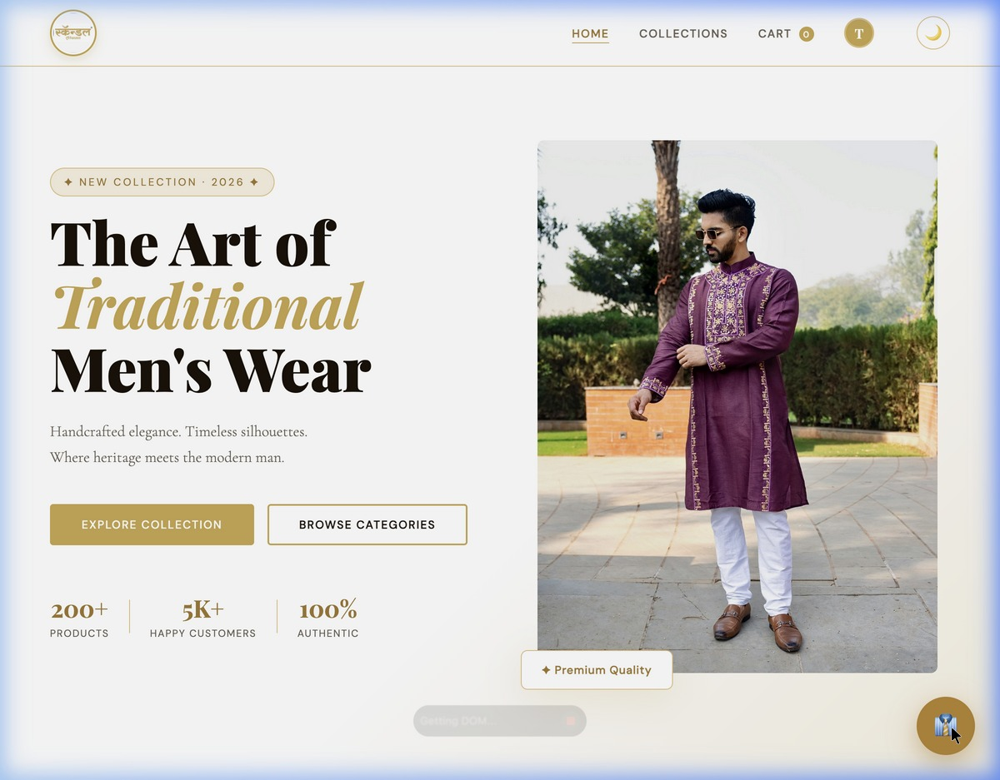 स्कॅन्डल
HOME
COLLECTIONS
CART 0
T
✦ NEW COLLECTION · 2026 ✦
The Art of
Traditional
Men's Wear
Handcrafted elegance. Timeless silhouettes.
Where heritage meets the modern man.
EXPLORE COLLECTION
BROWSE CATEGORIES
200+
PRODUCTS
5K+
HAPPY CUSTOMERS
100%
AUTHENTIC
✦ Premium Quality
Getting DOM...